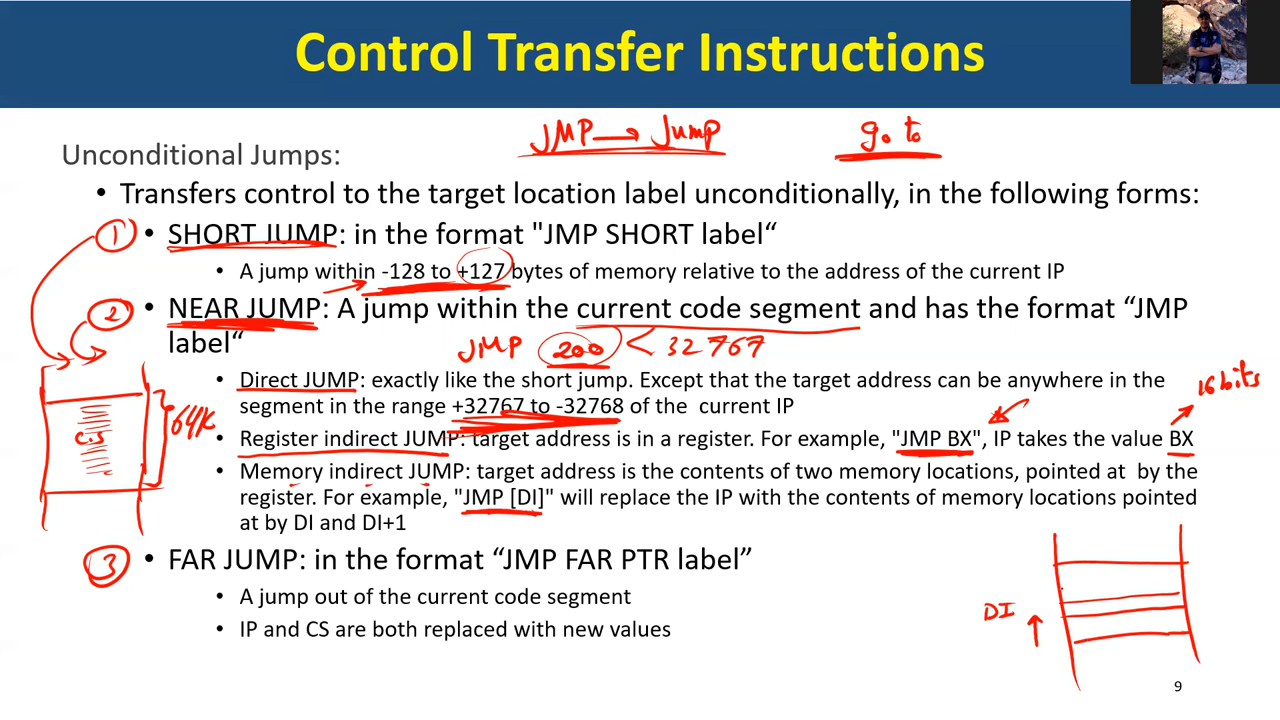 Control Transfer Instructions
JMP → Jump
go to
Unconditional Jumps:
• Transfers control to the target location label unconditionally, in the following forms:
1
• SHORT JUMP: in the format "JMP SHORT label“
• A jump within -128 to +127 bytes of memory relative to the address of the current IP
2
• NEAR JUMP: A jump within the current code segment and has the format “JMP
label“
JMP 200 < 32767
• Direct JUMP: exactly like the short jump. Except that the target address can be anywhere in the
segment in the range +32767 to -32768 of the current IP
16 bits
64K
C.S
• Register indirect JUMP: target address is in a register. For example, "JMP BX", IP takes the value BX
• Memory indirect JUMP: target address is the contents of two memory locations, pointed at by the
register. For example, "JMP [DI]" will replace the IP with the contents of memory locations pointed
at by DI and DI+1
3
• FAR JUMP: in the format “JMP FAR PTR label”
• A jump out of the current code segment
DI
• IP and CS are both replaced with new values
9